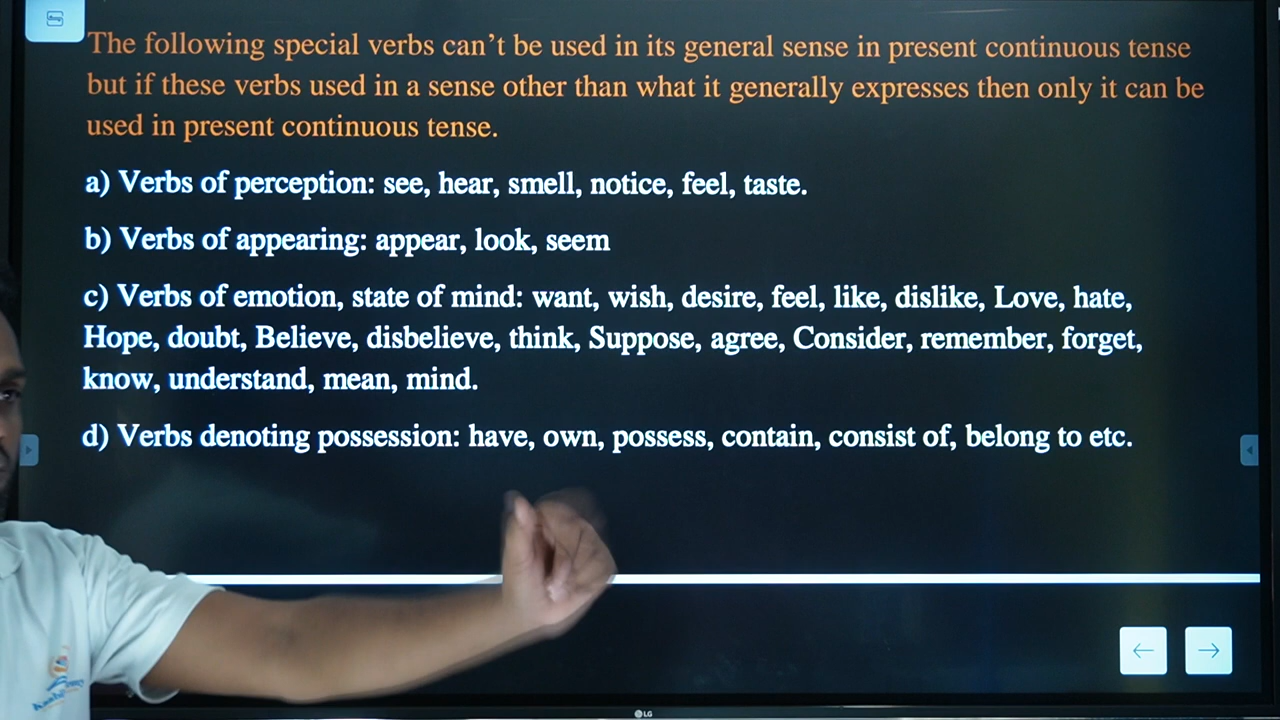 The following special verbs can't be used in its general sense in present continuous tense
but if these verbs used in a sense other than what it generally expresses then only it can be
used in present continuous tense.
a) Verbs of perception: see, hear, smell, notice, feel, taste.
b) Verbs of appearing: appear, look, seem
c) Verbs of emotion, state of mind: want, wish, desire, feel, like, dislike, Love, hate,
Hope, doubt, Believe, disbelieve, think, Suppose, agree, Consider, remember, forget,
know, understand, mean, mind.
d) Verbs denoting possession: have, own, possess, contain, consist of, belong to etc.
LG